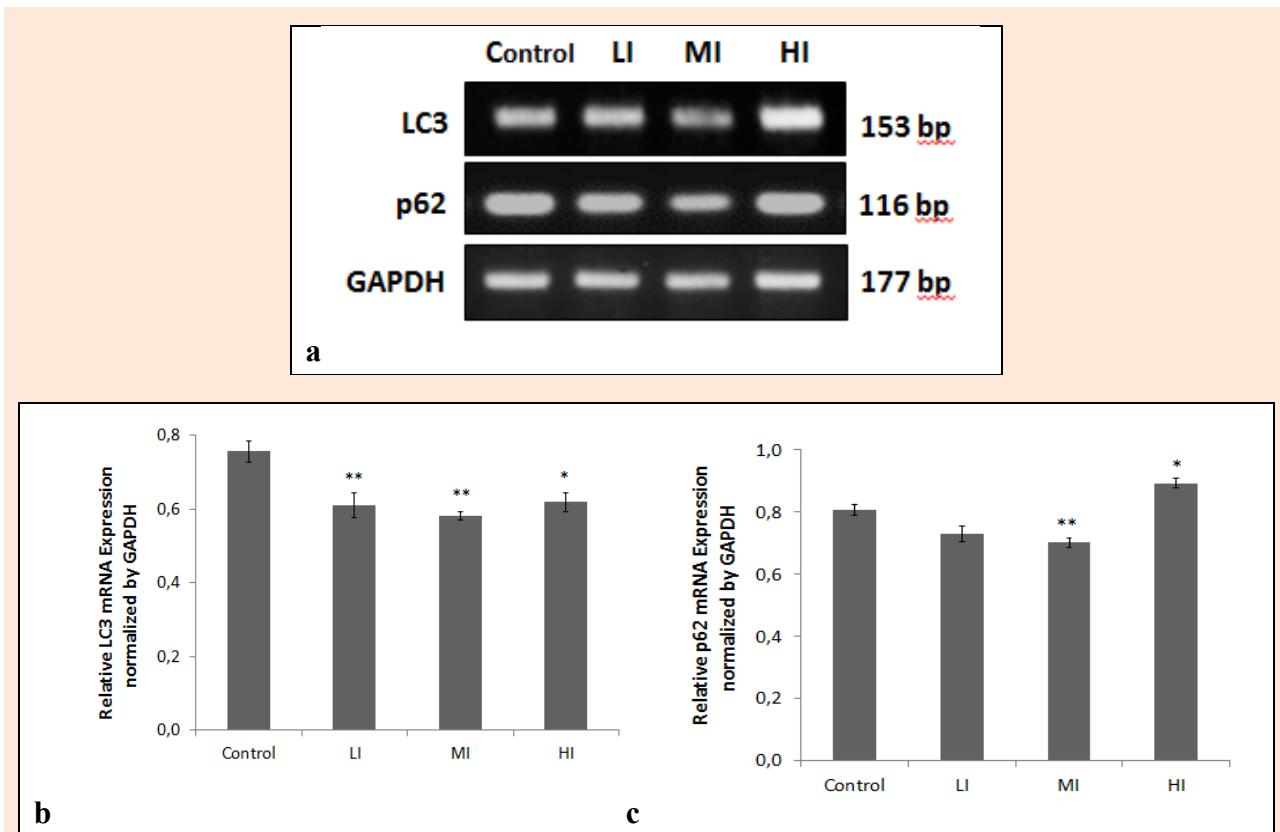 Control LI MI HI
LC3 153 bp
p62 116 bp
GAPDH 177 bp
a
Relative LC3 mRNA Expression
normalized by GAPDH
0,8
0,6
0,4
0,2
0,0
** ** *
Control LI MI HI
b
Relative p62 mRNA Expression
normalized by GAPDH
1,0
0,8
0,6
0,4
0,2
0,0
** *
Control LI MI HI
c